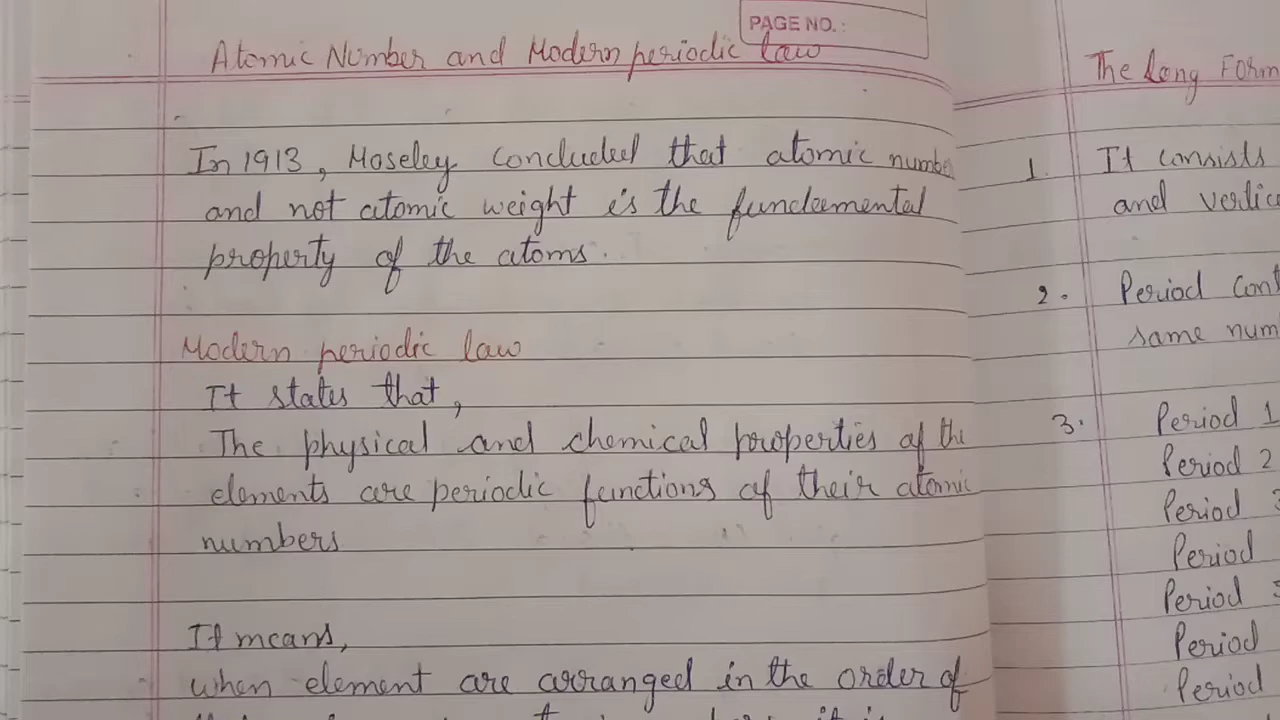 PAGE NO.:
Atomic Number and Modern periodic law
In 1913, Moseley concluded that atomic number
and not atomic weight is the fundamental
property of the atoms.
Modern periodic law
It states that,
The physical and chemical properties of the
elements are periodic functions of their atomic
numbers
It means,
when element are arranged in the order of
The Long Form
1. It consists
and vertic
2. Period cont
same num
3. Period 1
Period 2
Period
Period
Period
Period
Period